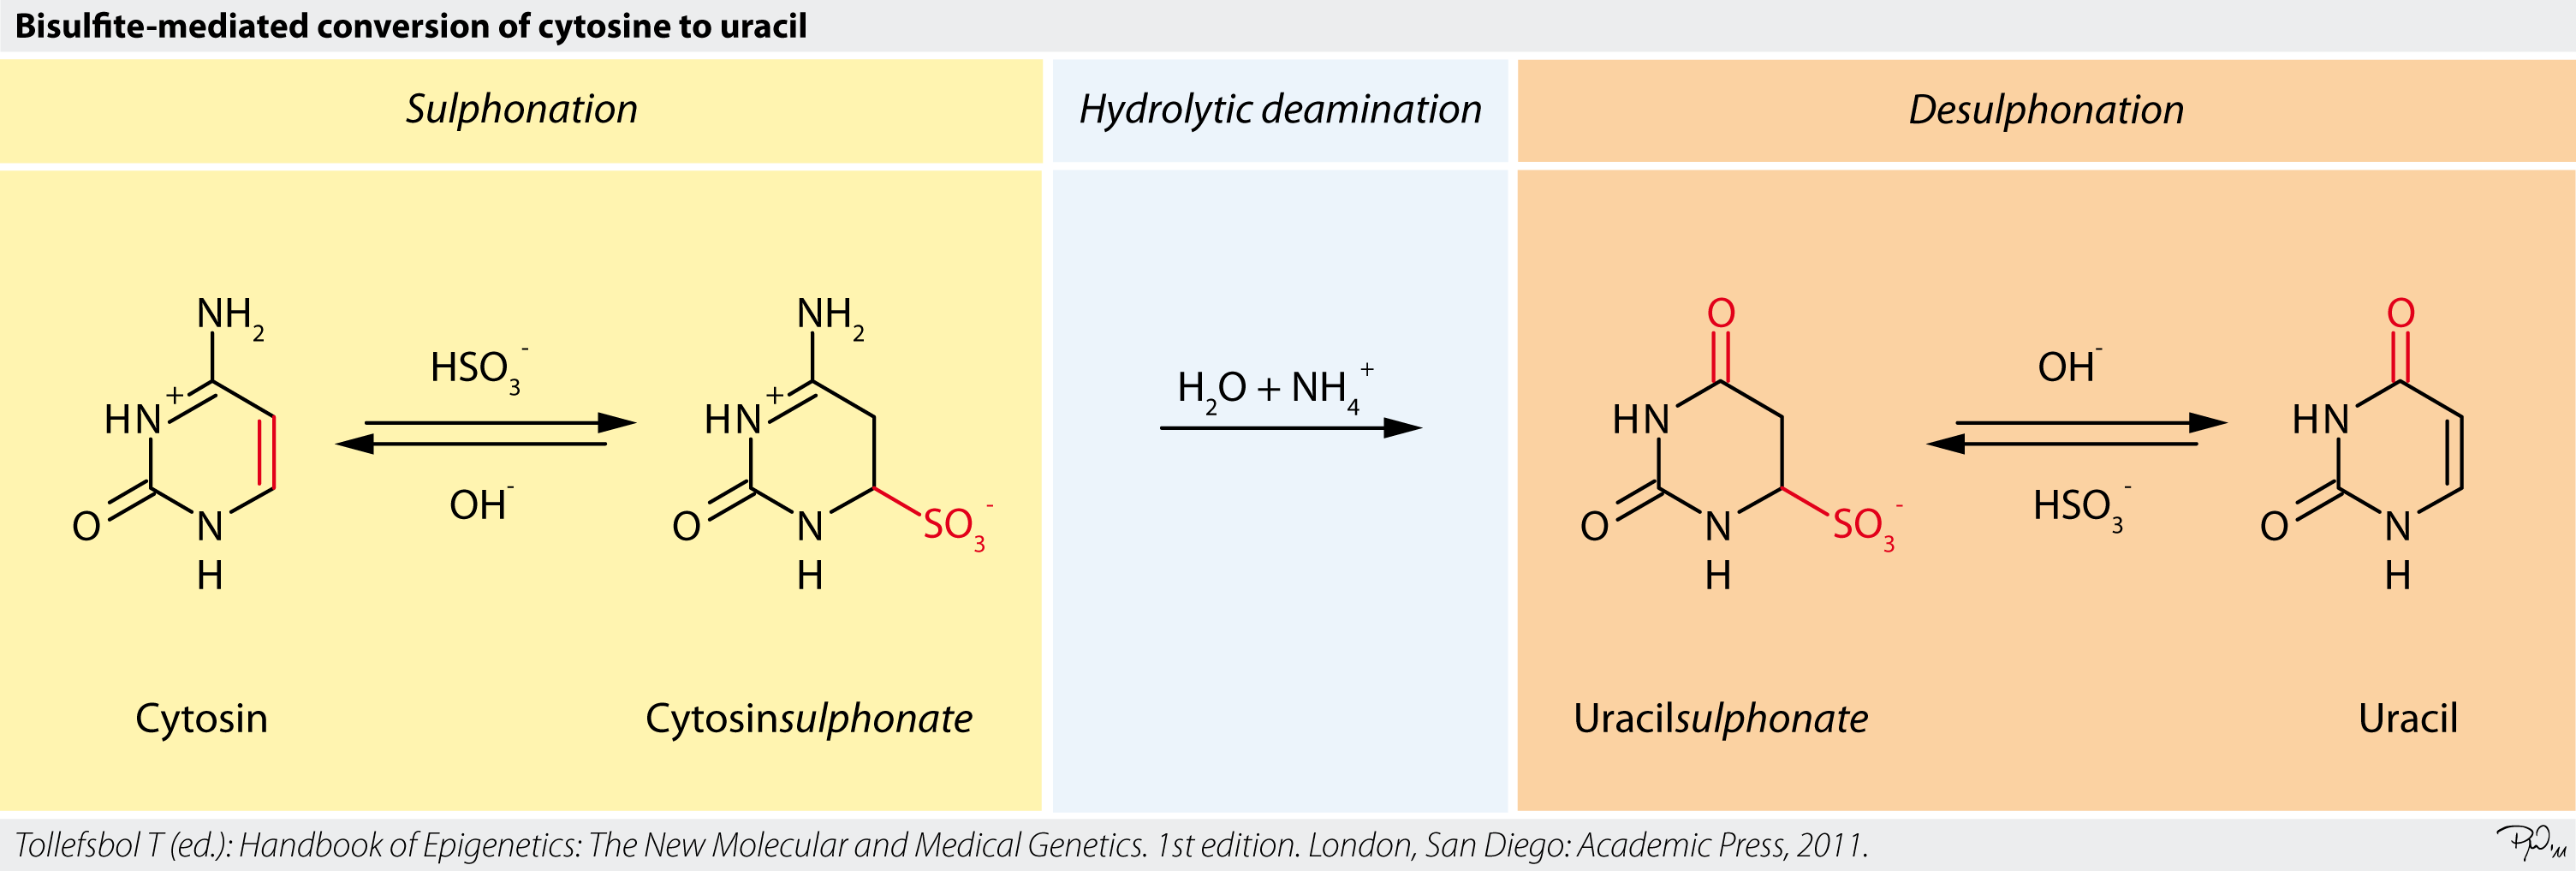 Bisulfite-mediated conversion of cytosine to uracil
Sulphonation
Hydrolytic deamination
Desulphonation
NH2
HN+
O
N
H
HSO3-
OH-
NH2
HN+
O
N
H
SO3-
H2O + NH4+
O
HN
O
N
H
SO3-
OH-
HSO3-
O
HN
O
N
H
Cytosin
Cytosinsulphonate
Uracilsulphonate
Uracil
Tollefsbol T (ed.): Handbook of Epigenetics: The New Molecular and Medical Genetics. 1st edition. London, San Diego: Academic Press, 2011.